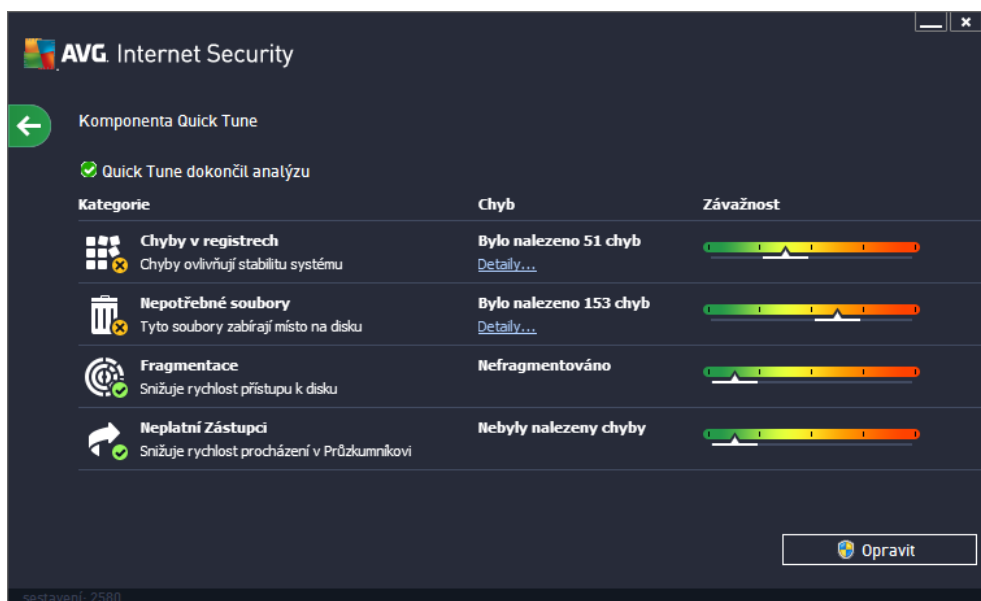 AVG. Internet Security
Komponenta Quick Tune
Quick Tune dokončil analýzu
Kategorie Chyb Závažnost
Chyby v registrech Bylo nalezeno 51 chyb
Chyby ovlivňují stabilitu systému Detaily...
Nepotřebné soubory Bylo nalezeno 153 chyb
Tyto soubory zabírají místo na disku Detaily...
Fragmentace Nefragmentováno
Snižuje rychlost přístupu k disku
Neplatní Zástupci Nebyly nalezeny chyby
Snižuje rychlost procházení v Průzkumníkovi
Opravit
sestavení: 2580